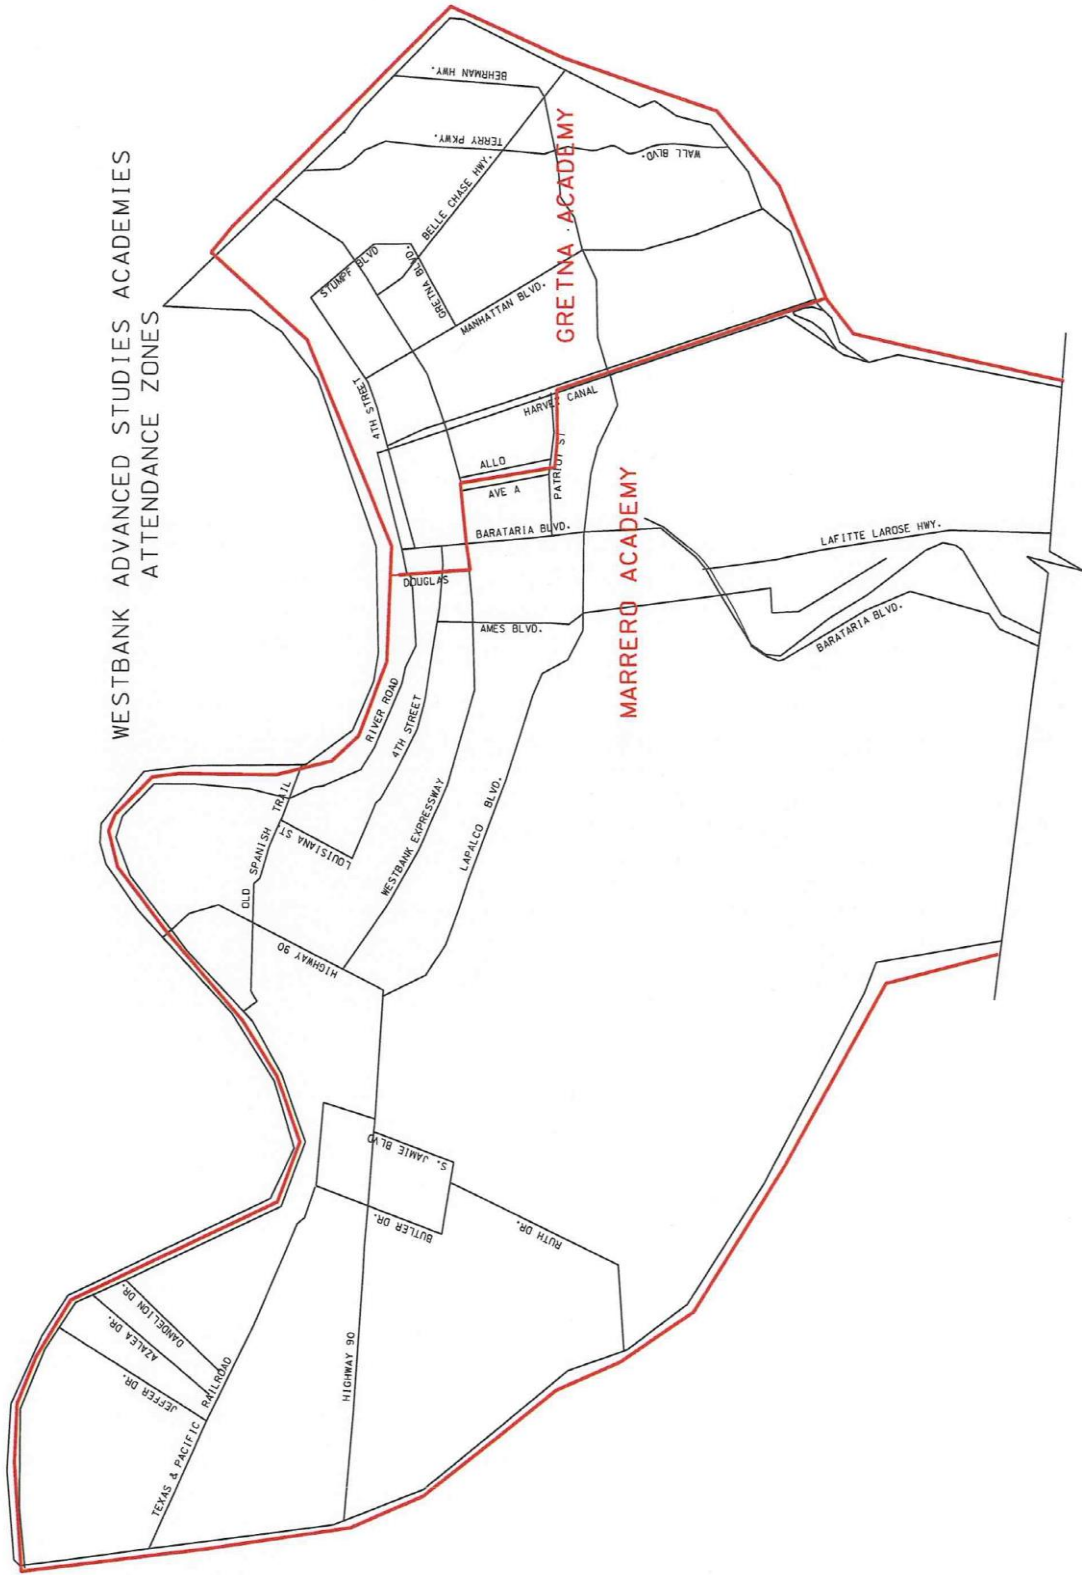 WESTBANK ADVANCED STUDIES ACADEMIES
ATTENDANCE ZONES
BEHRMAN HWY.
TERRY PKWY.
WALL BLVD.
BELLE CHASE HWY.
STUMPF BLVD
GRETNA BLVD.
MANHATTAN BLVD.
GRETNA ACADEMY
4TH STREET
HARVEY CANAL
ALLO
AVE A
PATRIOT ST
BARATARIA BLVD.
DOUGLAS
AMES BLVD.
MARRERO ACADEMY
LAFITTE LAROSE HWY.
BARATARIA BLVD.
RIVER ROAD
4TH STREET
OLD SPANISH TRAIL
LOUISIANA ST
WESTBANK EXPRESSWAY
LAPALCO BLVD.
HIGHWAY 90
S. JAMIE BLVD
BUTLER DR.
RUTH DR.
DANDELION DR.
AZALEA DR.
JEFFER DR.
TEXAS & PACIFIC RAILROAD
HIGHWAY 90